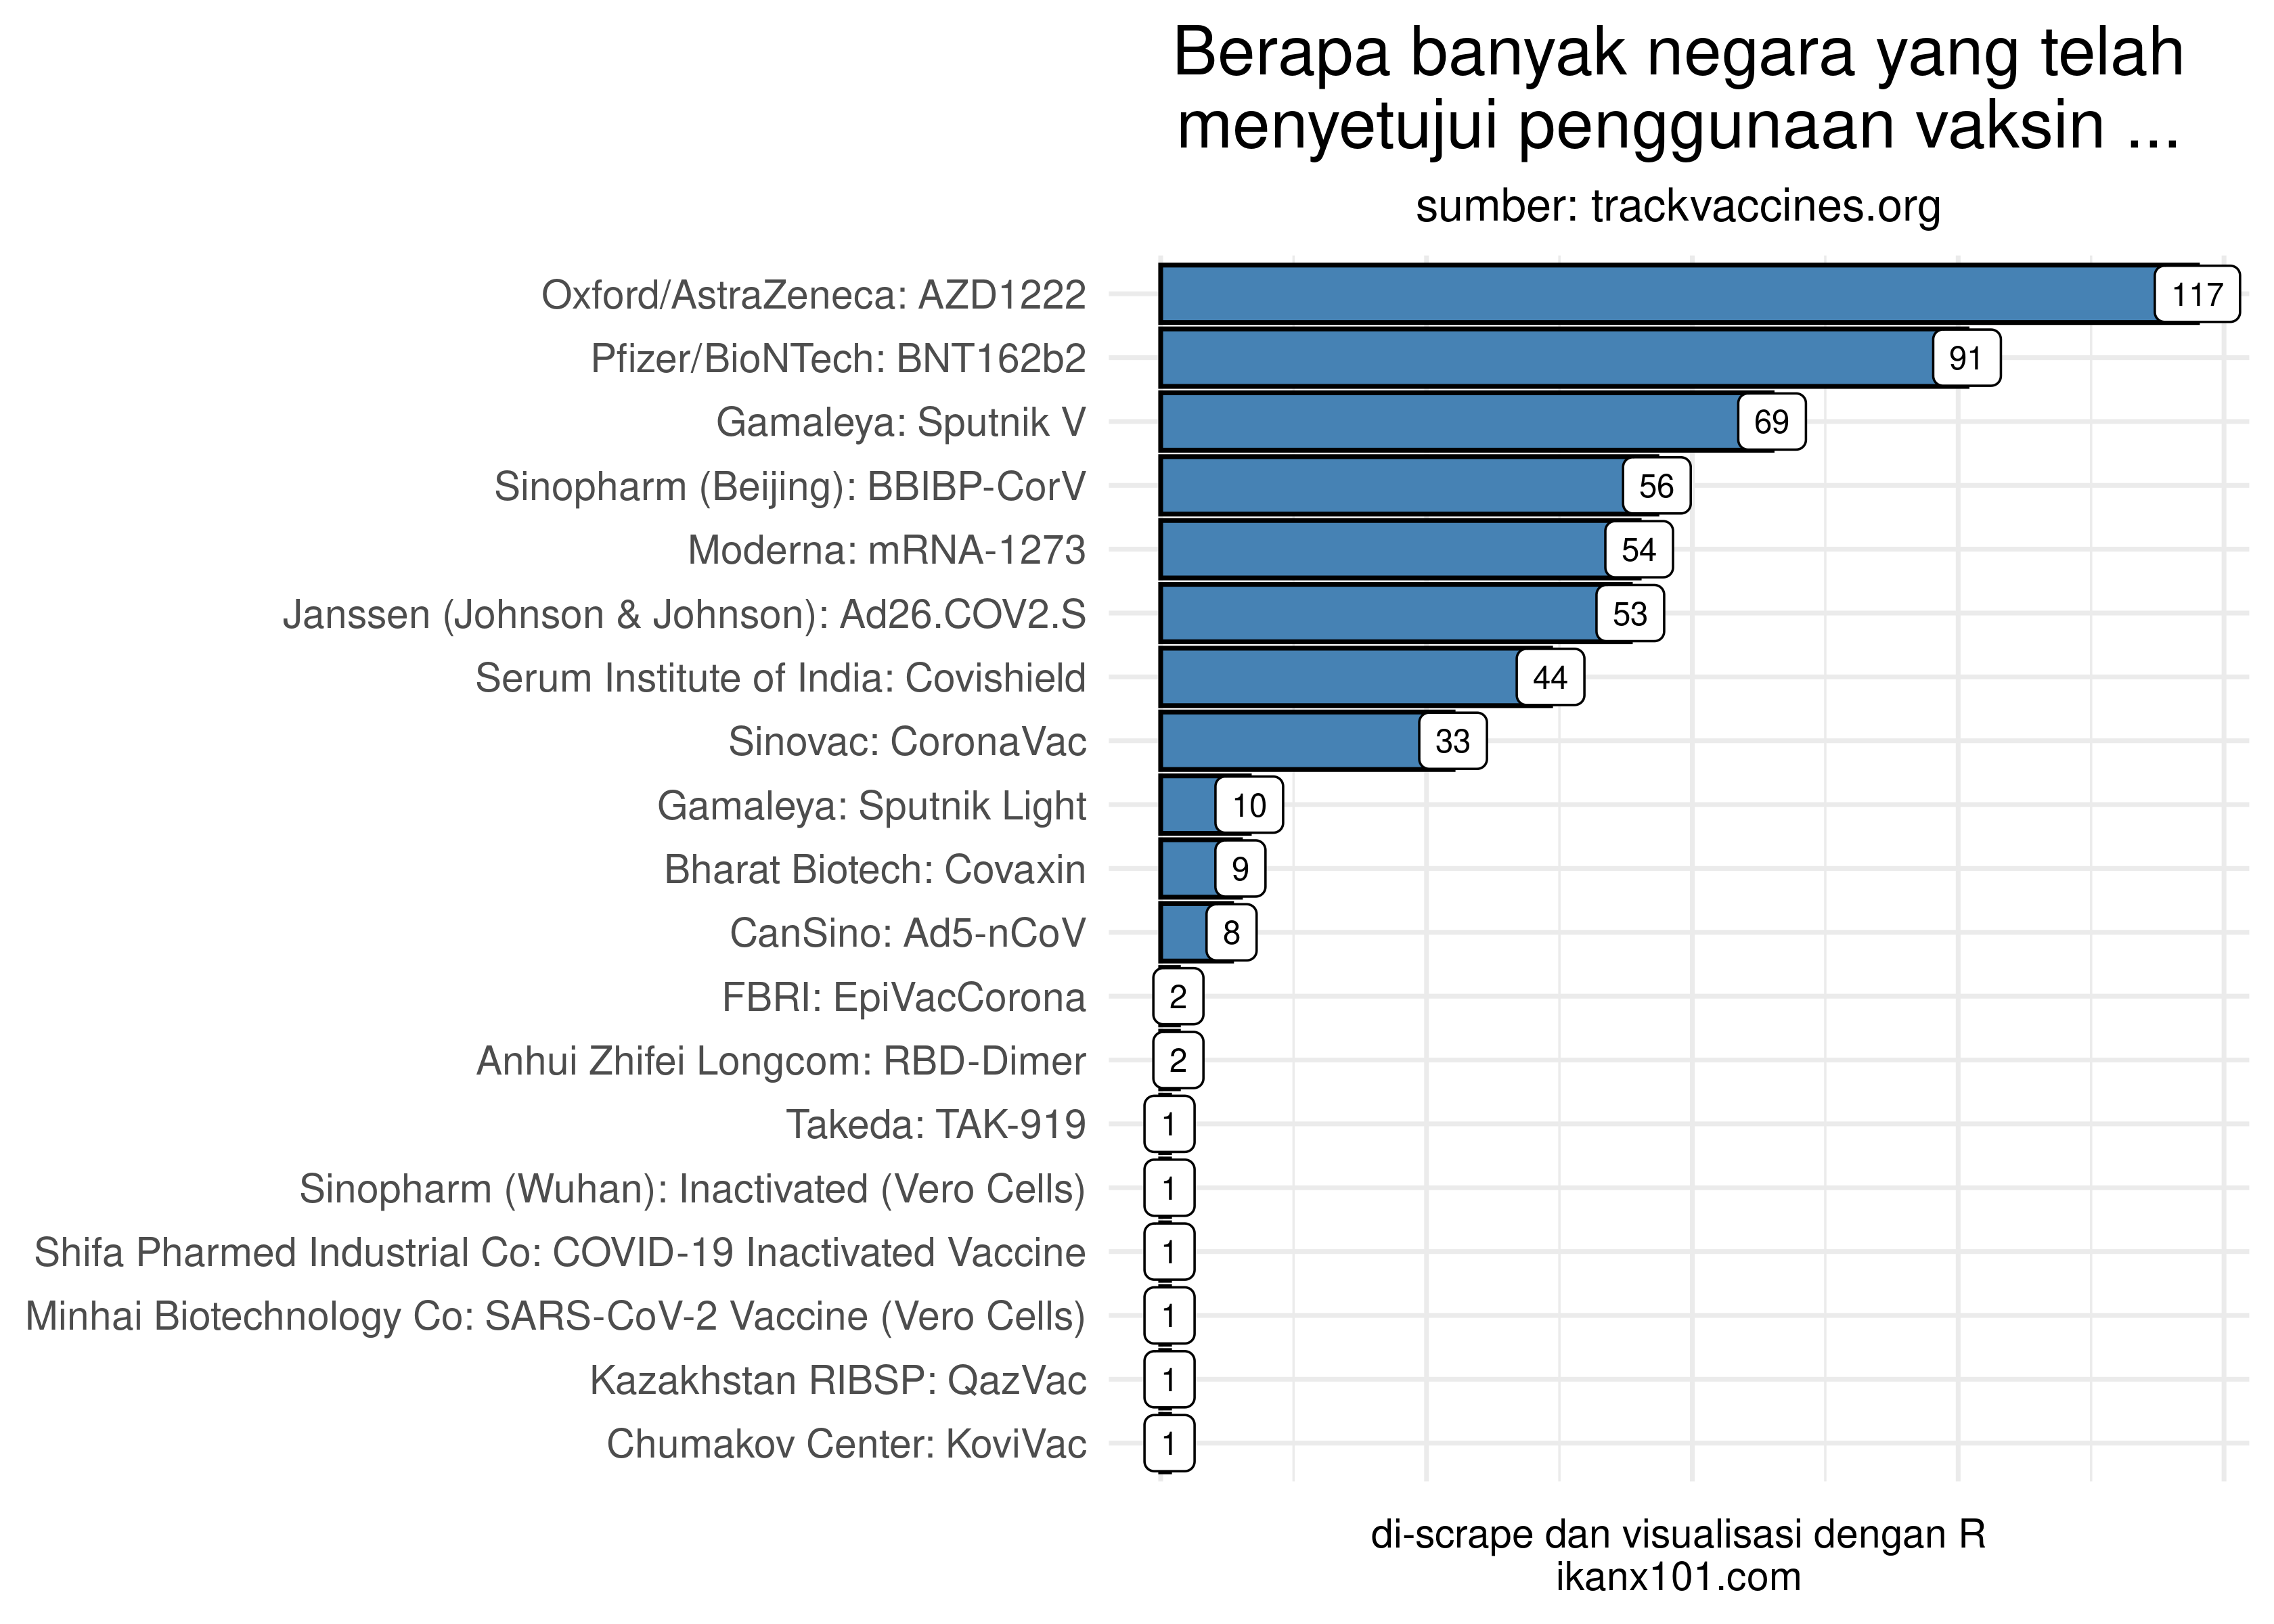 Berapa banyak negara yang telah
menyetujui penggunaan vaksin ...
sumber: trackvaccines.org
Oxford/AstraZeneca: AZD1222 117
Pfizer/BioNTech: BNT162b2 91
Gamaleya: Sputnik V 69
Sinopharm (Beijing): BBIBP-CorV 56
Moderna: mRNA-1273 54
Janssen (Johnson & Johnson): Ad26.COV2.S 53
Serum Institute of India: Covishield 44
Sinovac: CoronaVac 33
Gamaleya: Sputnik Light 10
Bharat Biotech: Covaxin 9
CanSino: Ad5-nCoV 8
FBRI: EpiVacCorona 2
Anhui Zhifei Longcom: RBD-Dimer 2
Takeda: TAK-919 1
Sinopharm (Wuhan): Inactivated (Vero Cells) 1
Shifa Pharmed Industrial Co: COVID-19 Inactivated Vaccine 1
Minhai Biotechnology Co: SARS-CoV-2 Vaccine (Vero Cells) 1
Kazakhstan RIBSP: QazVac 1
Chumakov Center: KoviVac 1
di-scrape dan visualisasi dengan R
ikanx101.com